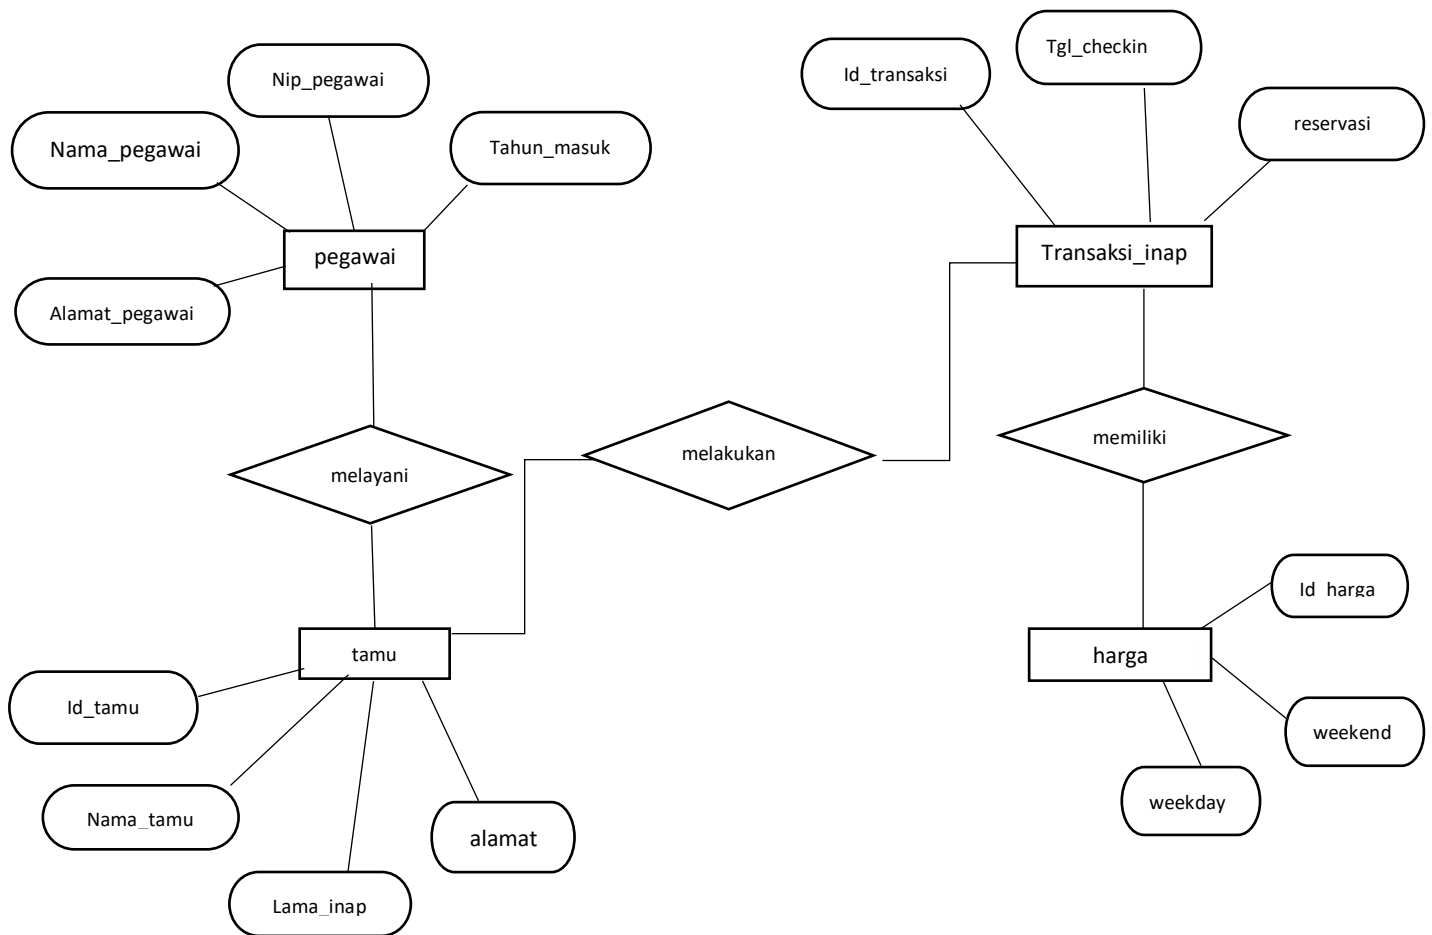 Tgl_checkin
Id_transaksi
Nip_pegawai
reservasi
Nama_pegawai
Tahun_masuk
pegawai
Transaksi_inap
Alamat_pegawai
melayani
melakukan
memiliki
Id_harga
tamu
harga
Id_tamu
weekend
Nama_tamu
weekday
alamat
Lama_inap